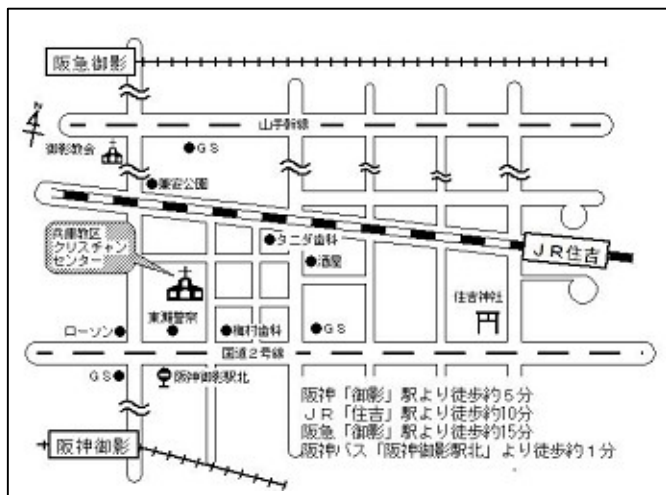 阪急御影
N
山手幹線
御影教会
GS
兼安公園
兵庫教区
クリスチャン
センター
タニダ歯科
酒屋
JR住吉
住吉神社
ローソン
東灘警察
梅村歯科
GS
国道2号線
GS
阪神御影駅北
阪神「御影」駅より徒歩約5分
JR「住吉」駅より徒歩約10分
阪急「御影」駅より徒歩約15分
阪神バス「阪神御影駅北」より徒歩約1分
阪神御影